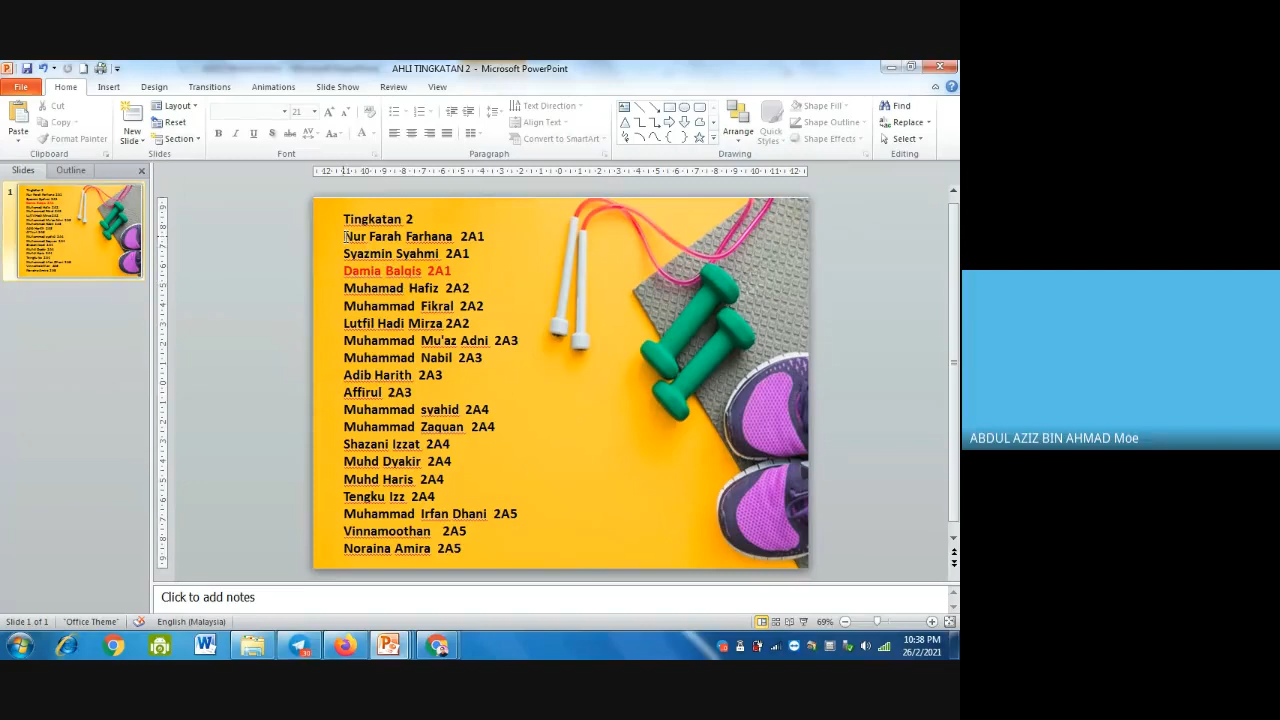 AHLI TINGKATAN 2 - Microsoft PowerPoint
File Home Insert Design Transitions Animations Slide Show Review View
Paste
Cut
Copy
Format Painter
Clipboard
New
Slide
Layout
Reset
Section
Slides
21
Font
Text Direction
Align Text
Convert to SmartArt
Paragraph
Arrange
Quick
Styles
Shape Fill
Shape Outline
Shape Effects
Drawing
Find
Replace
Select
Editing
Slides Outline
1
Tingkatan 2
Nur Farah Farhana 2A1
Syazmin Syahmi 2A1
Damia Balqis 2A1
Muhamad Hafiz 2A2
Muhammad Fikral 2A2
Lutfil Hadi Mirza 2A2
Muhammad Mu'az Adni 2A3
Muhammad Nabil 2A3
Adib Harith 2A3
Affirul 2A3
Muhammad syahid 2A4
Muhammad Zaquan 2A4
Shazani Izzat 2A4
Muhd Dyakir 2A4
Muhd Haris 2A4
Tengku Izz 2A4
Muhammad Irfan Dhani 2A5
Vinnamoothan 2A5
Noraina Amira 2A5
ABDUL AZIZ BIN AHMAD Moe
Click to add notes
Slide 1 of 1 "Office Theme" English (Malaysia) 69%
10:38 PM
26/2/2021